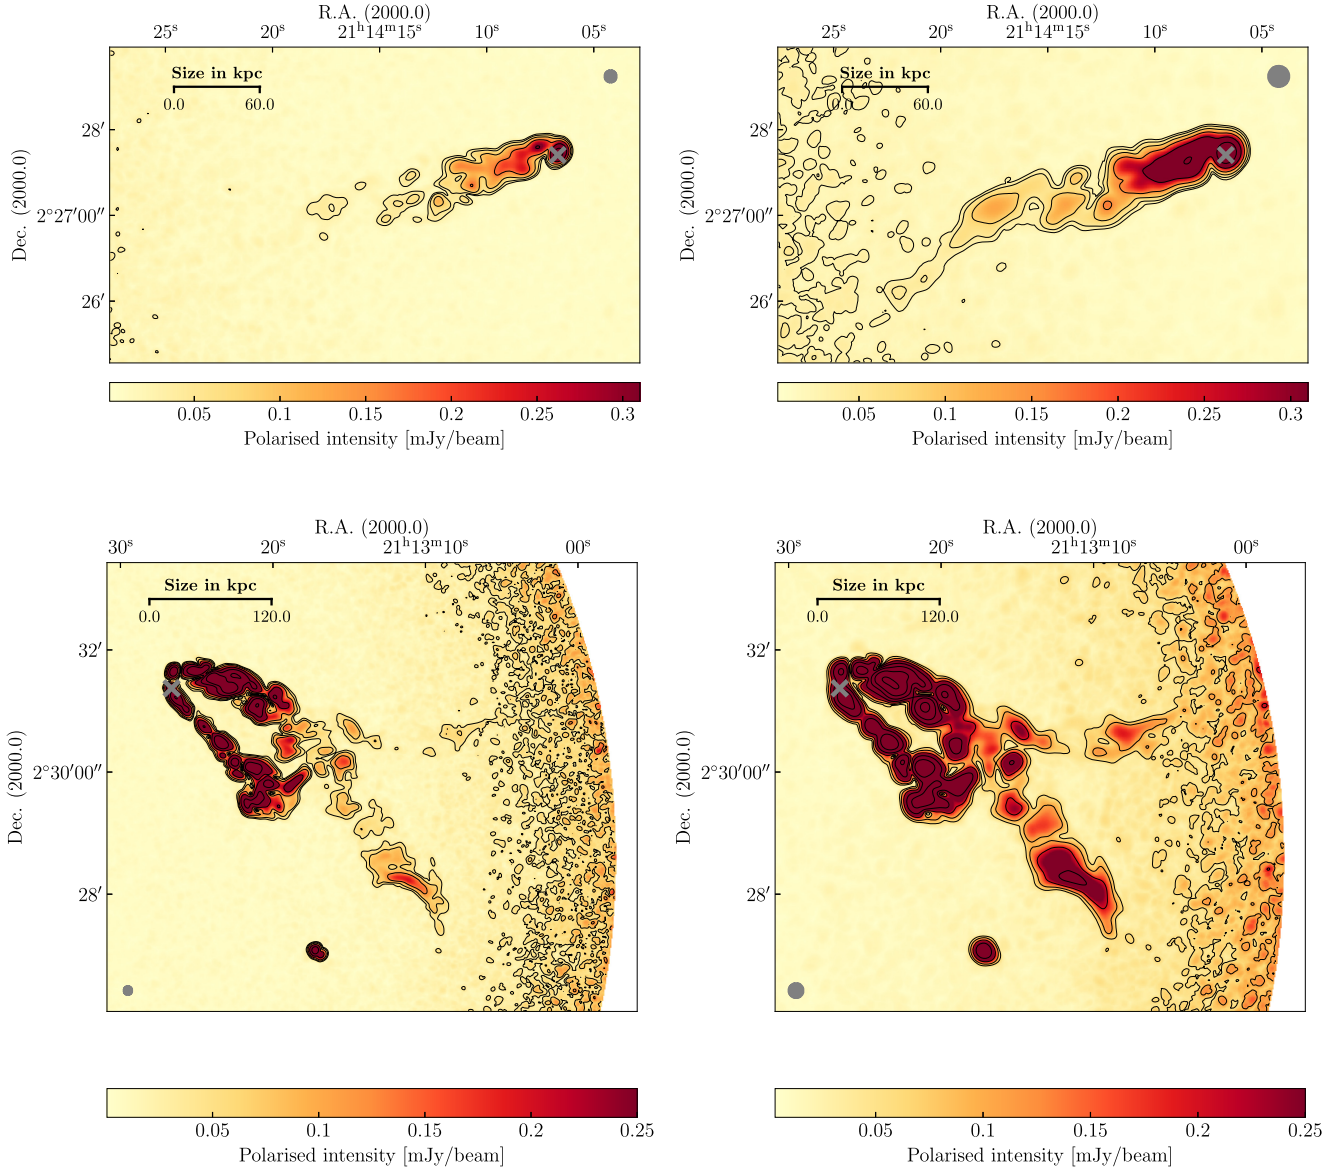 R.A. (2000.0)
25ˢ 20ˢ 21ʰ14ᵐ15ˢ 10ˢ 05ˢ
Size in kpc
0.0 60.0
28′
2°27′00″
26′
Dec. (2000.0)
0.05 0.1 0.15 0.2 0.25 0.3
Polarised intensity [mJy/beam]
R.A. (2000.0)
25ˢ 20ˢ 21ʰ14ᵐ15ˢ 10ˢ 05ˢ
Size in kpc
0.0 60.0
28′
2°27′00″
26′
Dec. (2000.0)
0.05 0.1 0.15 0.2 0.25 0.3
Polarised intensity [mJy/beam]
R.A. (2000.0)
30ˢ 20ˢ 21ʰ13ᵐ10ˢ 00ˢ
Size in kpc
0.0 120.0
32′
2°30′00″
28′
Dec. (2000.0)
0.05 0.1 0.15 0.2 0.25
Polarised intensity [mJy/beam]
R.A. (2000.0)
30ˢ 20ˢ 21ʰ13ᵐ10ˢ 00ˢ
Size in kpc
0.0 120.0
32′
2°30′00″
28′
Dec. (2000.0)
0.05 0.1 0.15 0.2 0.25
Polarised intensity [mJy/beam]